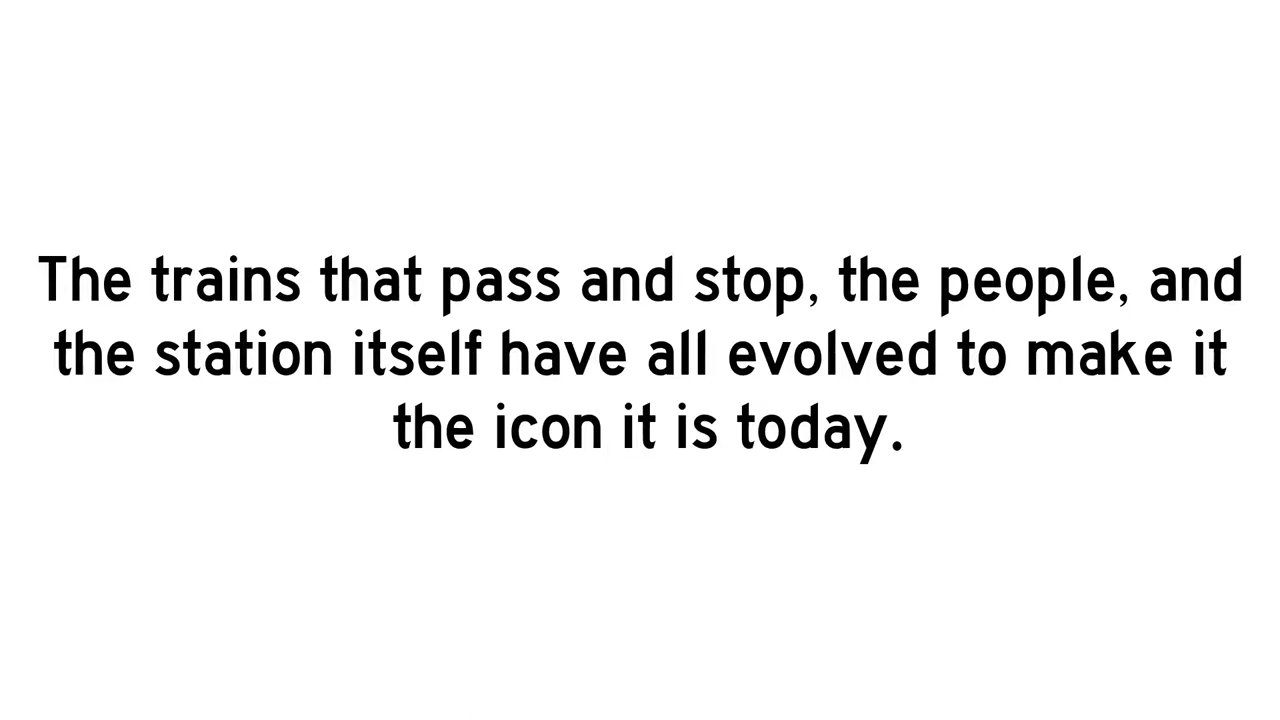 The trains that pass and stop, the people, and
the station itself have all evolved to make it
the icon it is today.